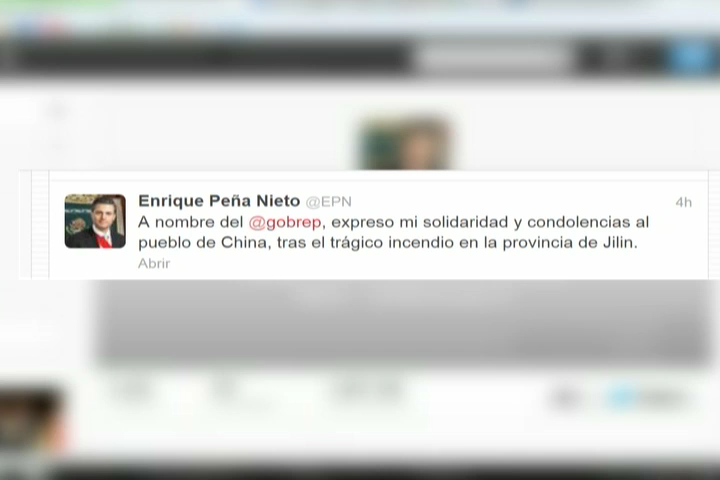 Enrique Peña Nieto @EPN 4h
A nombre del @gobrep, expreso mi solidaridad y condolencias al
pueblo de China, tras el trágico incendio en la provincia de Jilin.
Abrir